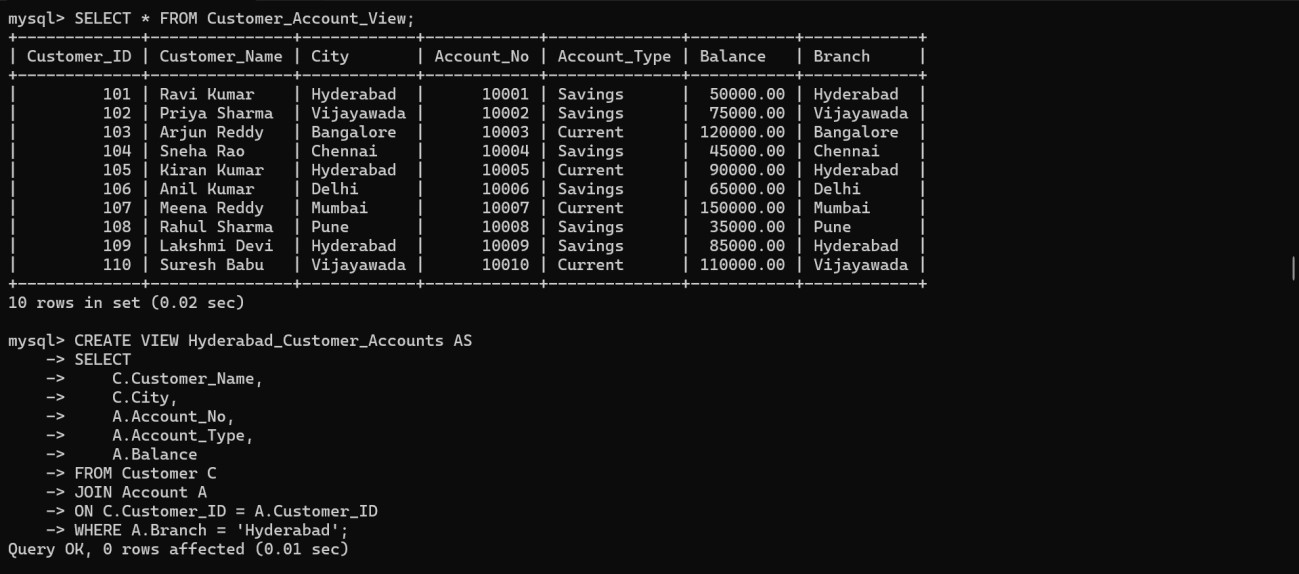 mysql> SELECT * FROM Customer_Account_View;
+-------------+---------------+------------+------------+--------------+-----------+------------+
| Customer_ID | Customer_Name | City       | Account_No | Account_Type | Balance   | Branch     |
+-------------+---------------+------------+------------+--------------+-----------+------------+
|         101 | Ravi Kumar    | Hyderabad  |      10001 | Savings      |  50000.00 | Hyderabad  |
|         102 | Priya Sharma  | Vijayawada |      10002 | Savings      |  75000.00 | Vijayawada |
|         103 | Arjun Reddy   | Bangalore  |      10003 | Current      | 120000.00 | Bangalore  |
|         104 | Sneha Rao     | Chennai    |      10004 | Savings      |  45000.00 | Chennai    |
|         105 | Kiran Kumar   | Hyderabad  |      10005 | Current      |  90000.00 | Hyderabad  |
|         106 | Anil Kumar    | Delhi      |      10006 | Savings      |  65000.00 | Delhi      |
|         107 | Meena Reddy   | Mumbai     |      10007 | Current      | 150000.00 | Mumbai     |
|         108 | Rahul Sharma  | Pune       |      10008 | Savings      |  35000.00 | Pune       |
|         109 | Lakshmi Devi  | Hyderabad  |      10009 | Savings      |  85000.00 | Hyderabad  |
|         110 | Suresh Babu   | Vijayawada |      10010 | Current      | 110000.00 | Vijayawada |
+-------------+---------------+------------+------------+--------------+-----------+------------+
10 rows in set (0.02 sec)

mysql> CREATE VIEW Hyderabad_Customer_Accounts AS
    -> SELECT
    ->     C.Customer_Name,
    ->     C.City,
    ->     A.Account_No,
    ->     A.Account_Type,
    ->     A.Balance
    -> FROM Customer C
    -> JOIN Account A
    -> ON C.Customer_ID = A.Customer_ID
    -> WHERE A.Branch = 'Hyderabad';
Query OK, 0 rows affected (0.01 sec)